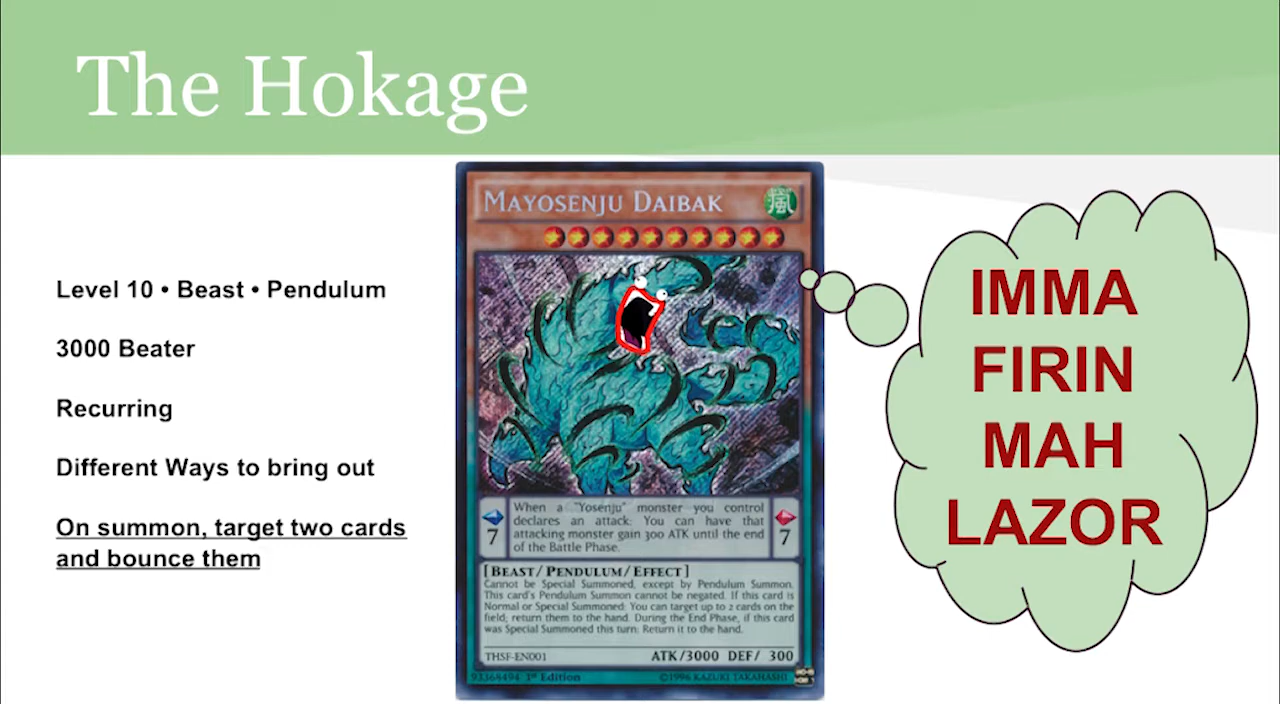 The Hokage
Level 10 • Beast • Pendulum
3000 Beater
Recurring
Different Ways to bring out
On summon, target two cards
and bounce them
MAYOSENJU DAIBAK
風
7
When a "Yosenju" monster you control
declares an attack: You can have that
attacking monster gain 300 ATK until the end
of the Battle Phase.
7
[BEAST/PENDULUM/EFFECT]
Cannot be Special Summoned, except by Pendulum Summon.
This card's Pendulum Summon cannot be negated. If this card is
Normal or Special Summoned: You can target up to 2 cards on the
field; return them to the hand. During the End Phase, if this card
was Special Summoned this turn: Return it to the hand.
THSF-EN001
ATK/3000 DEF/ 300
93368494 1st Edition
©1996 KAZUKI TAKAHASHI
IMMA
FIRIN
MAH
LAZOR